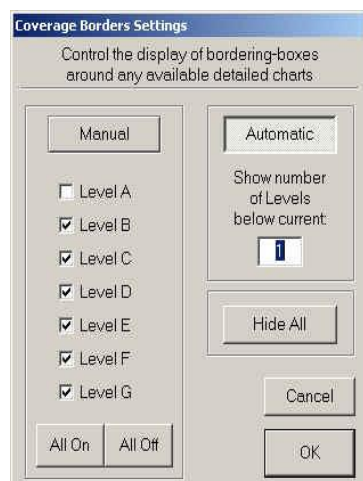 Coverage Borders Settings
Control the display of bordering-boxes
around any available detailed charts
Manual
Level A
Level B
Level C
Level D
Level E
Level F
Level G
All On
All Off
Automatic
Show number
of Levels
below current:
1
Hide All
Cancel
OK